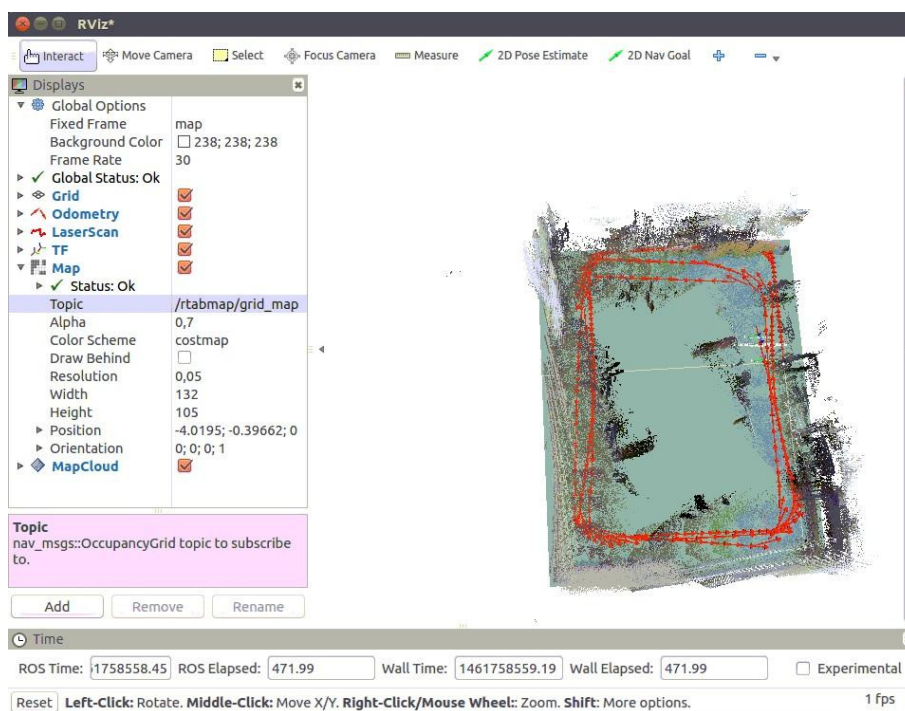 RViz*
Interact Move Camera Select Focus Camera Measure 2D Pose Estimate 2D Nav Goal
Displays
Global Options
Fixed Frame map
Background Color 238; 238; 238
Frame Rate 30
Global Status: Ok
Grid
Odometry
LaserScan
TF
Map
Status: Ok
Topic /rtabmap/grid_map
Alpha 0,7
Color Scheme costmap
Draw Behind
Resolution 0,05
Width 132
Height 105
Position -4.0195; -0.39662; 0
Orientation 0; 0; 0; 1
MapCloud
Topic
nav_msgs::OccupancyGrid topic to subscribe
to.
Add Remove Rename
Time
ROS Time: 1758558.45 ROS Elapsed: 471.99 Wall Time: 1461758559.19 Wall Elapsed: 471.99 Experimental
Reset Left-Click: Rotate. Middle-Click: Move X/Y. Right-Click/Mouse Wheel:: Zoom. Shift: More options. 1 fps